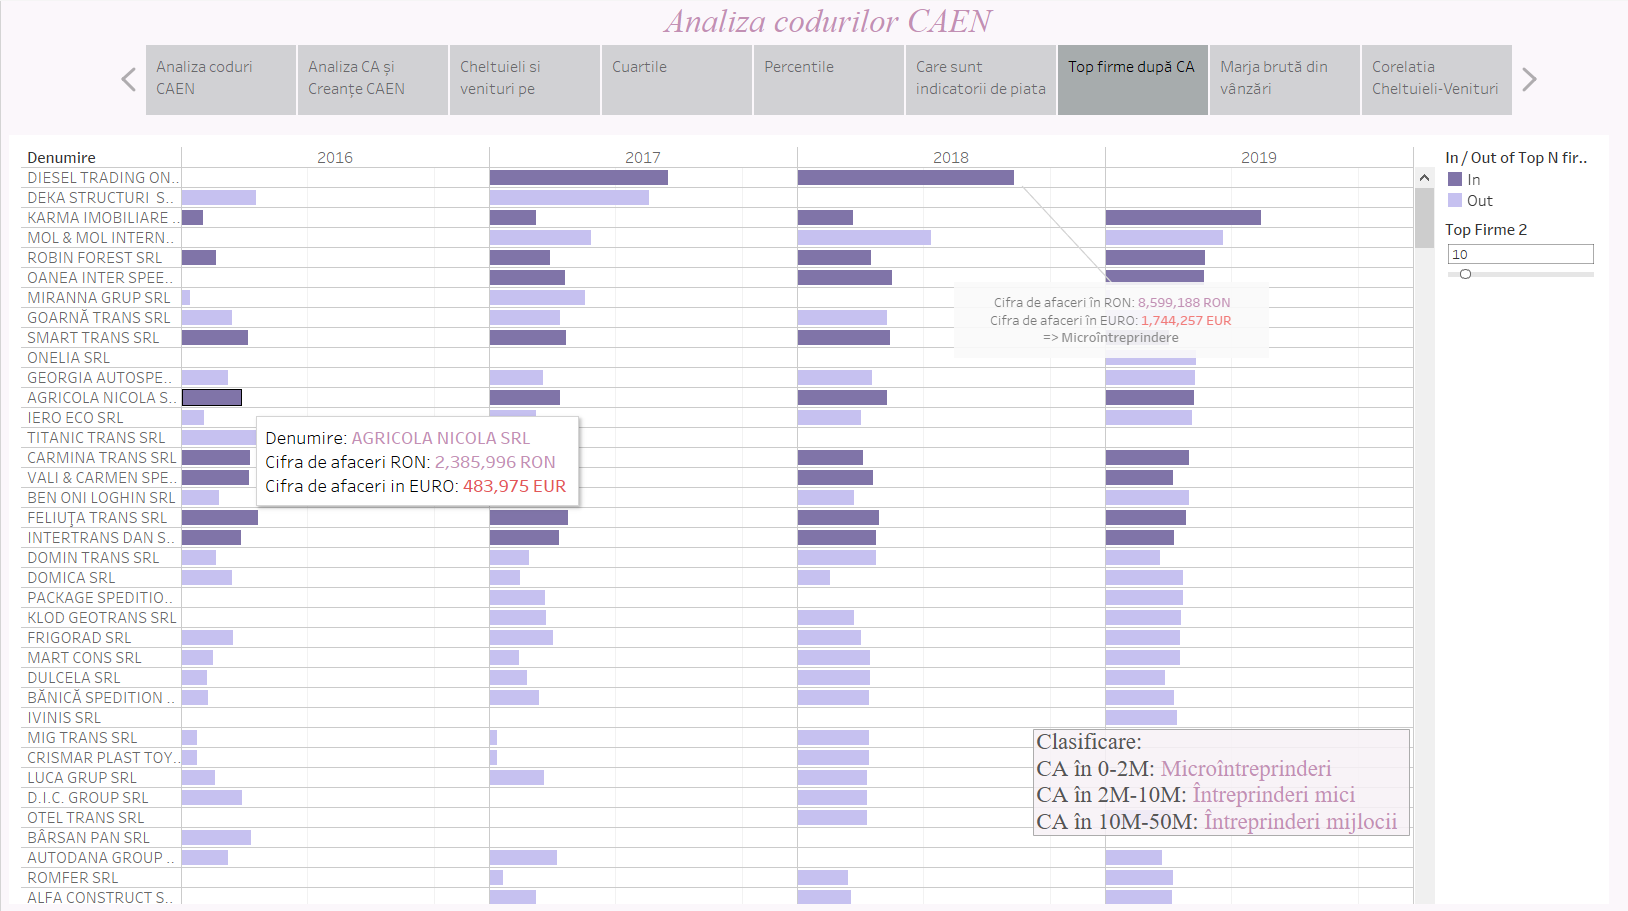 Analiza codurilor CAEN
Analiza coduri
CAEN
Analiza CA și
Creanțe CAEN
Cheltuieli si
venituri pe
Cuartile
Percentile
Care sunt
indicatorii de piata
Top firme după CA
Marja brută din
vânzări
Corelatia
Cheltuieli-Venituri
Denumire
2016
2017
2018
2019
DIESEL TRADING ON..
DEKA STRUCTURI S..
KARMA IMOBILIARE ..
MOL & MOL INTERN..
ROBIN FOREST SRL
OANEA INTER SPEE..
MIRANNA GRUP SRL
GOARNĂ TRANS SRL
SMART TRANS SRL
ONELIA SRL
GEORGIA AUTOSPE..
AGRICOLA NICOLA S..
IERO ECO SRL
TITANIC TRANS SRL
CARMINA TRANS SRL
VALI & CARMEN SPE..
BEN ONI LOGHIN SRL
FELIUŢA TRANS SRL
INTERTRANS DAN S..
DOMIN TRANS SRL
DOMICA SRL
PACKAGE SPEDITIO..
KLOD GEOTRANS SRL
FRIGORAD SRL
MART CONS SRL
DULCELA SRL
BĂNICĂ SPEDITION ..
IVINIS SRL
MIG TRANS SRL
CRISMAR PLAST TOY..
LUCA GRUP SRL
D.I.C. GROUP SRL
OTEL TRANS SRL
BÂRSAN PAN SRL
AUTODANA GROUP ..
ROMFER SRL
ALFA CONSTRUCT S..
Cifra de afaceri în RON: 8,599,188 RON
Cifra de afaceri în EURO: 1,744,257 EUR
=> Microîntreprindere
Denumire: AGRICOLA NICOLA SRL
Cifra de afaceri RON: 2,385,996 RON
Cifra de afaceri in EURO: 483,975 EUR
Clasificare:
CA în 0-2M: Microîntreprinderi
CA în 2M-10M: Întreprinderi mici
CA în 10M-50M: Întreprinderi mijlocii
In / Out of Top N fir..
In
Out
Top Firme 2
10